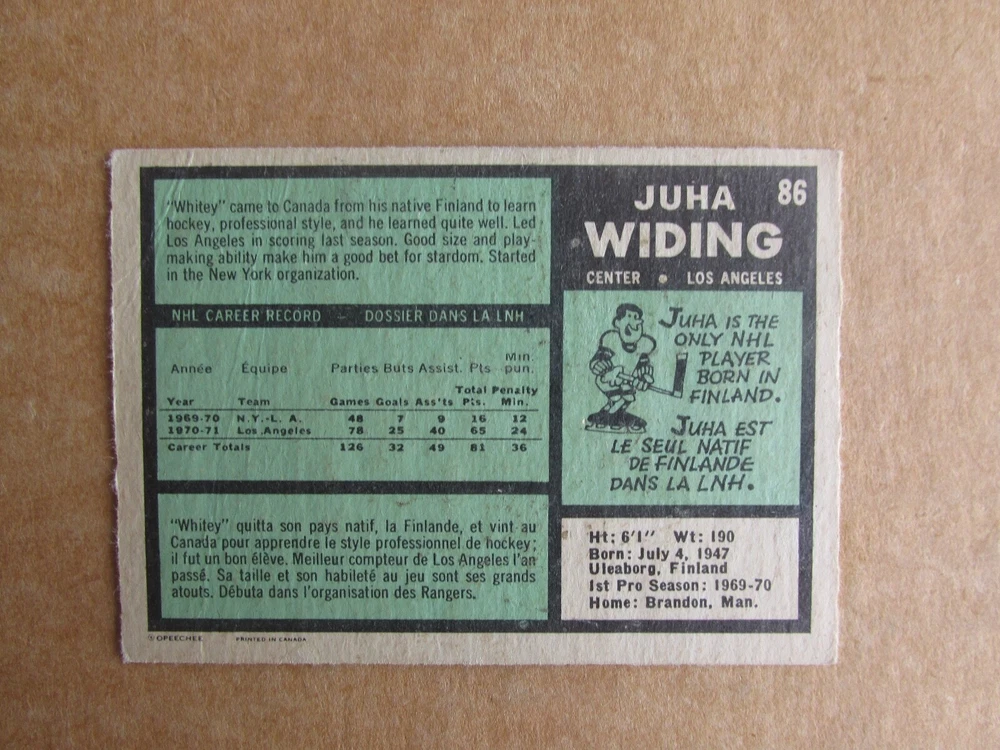 "Whitey" came to Canada from his native Finland to learn
hockey, professional style, and he learned quite well. Led
Los Angeles in scoring last season. Good size and play-
making ability make him a good bet for stardom. Started
in the New York organization.
NHL CAREER RECORD — DOSSIER DANS LA LNH
Min.
Année Équipe Parties Buts Assist. Pts pun.
Total Penalty
Year Team Games Goals Ass'ts Pts. Min.
1969-70 N.Y.-L. A. 48 7 9 16 12
1970-71 Los Angeles 78 25 40 65 24
Career Totals 126 32 49 81 36
"Whitey" quitta son pays natif, la Finlande, et vint au
Canada pour apprendre le style professionnel de hockey;
il fut un bon élève. Meilleur compteur de Los Angeles l'an
passé. Sa taille et son habileté au jeu sont ses grands
atouts. Débuta dans l'organisation des Rangers.
JUHA 86
WIDING
CENTER • LOS ANGELES
JUHA IS THE
ONLY NHL
PLAYER
BORN IN
FINLAND.
JUHA EST
LE SEUL NATIF
DE FINLANDE
DANS LA LNH.
Ht: 6'1" Wt: 190
Born: July 4, 1947
Uleaborg, Finland
1st Pro Season: 1969-70
Home: Brandon, Man.
© OPEECHEE PRINTED IN CANADA